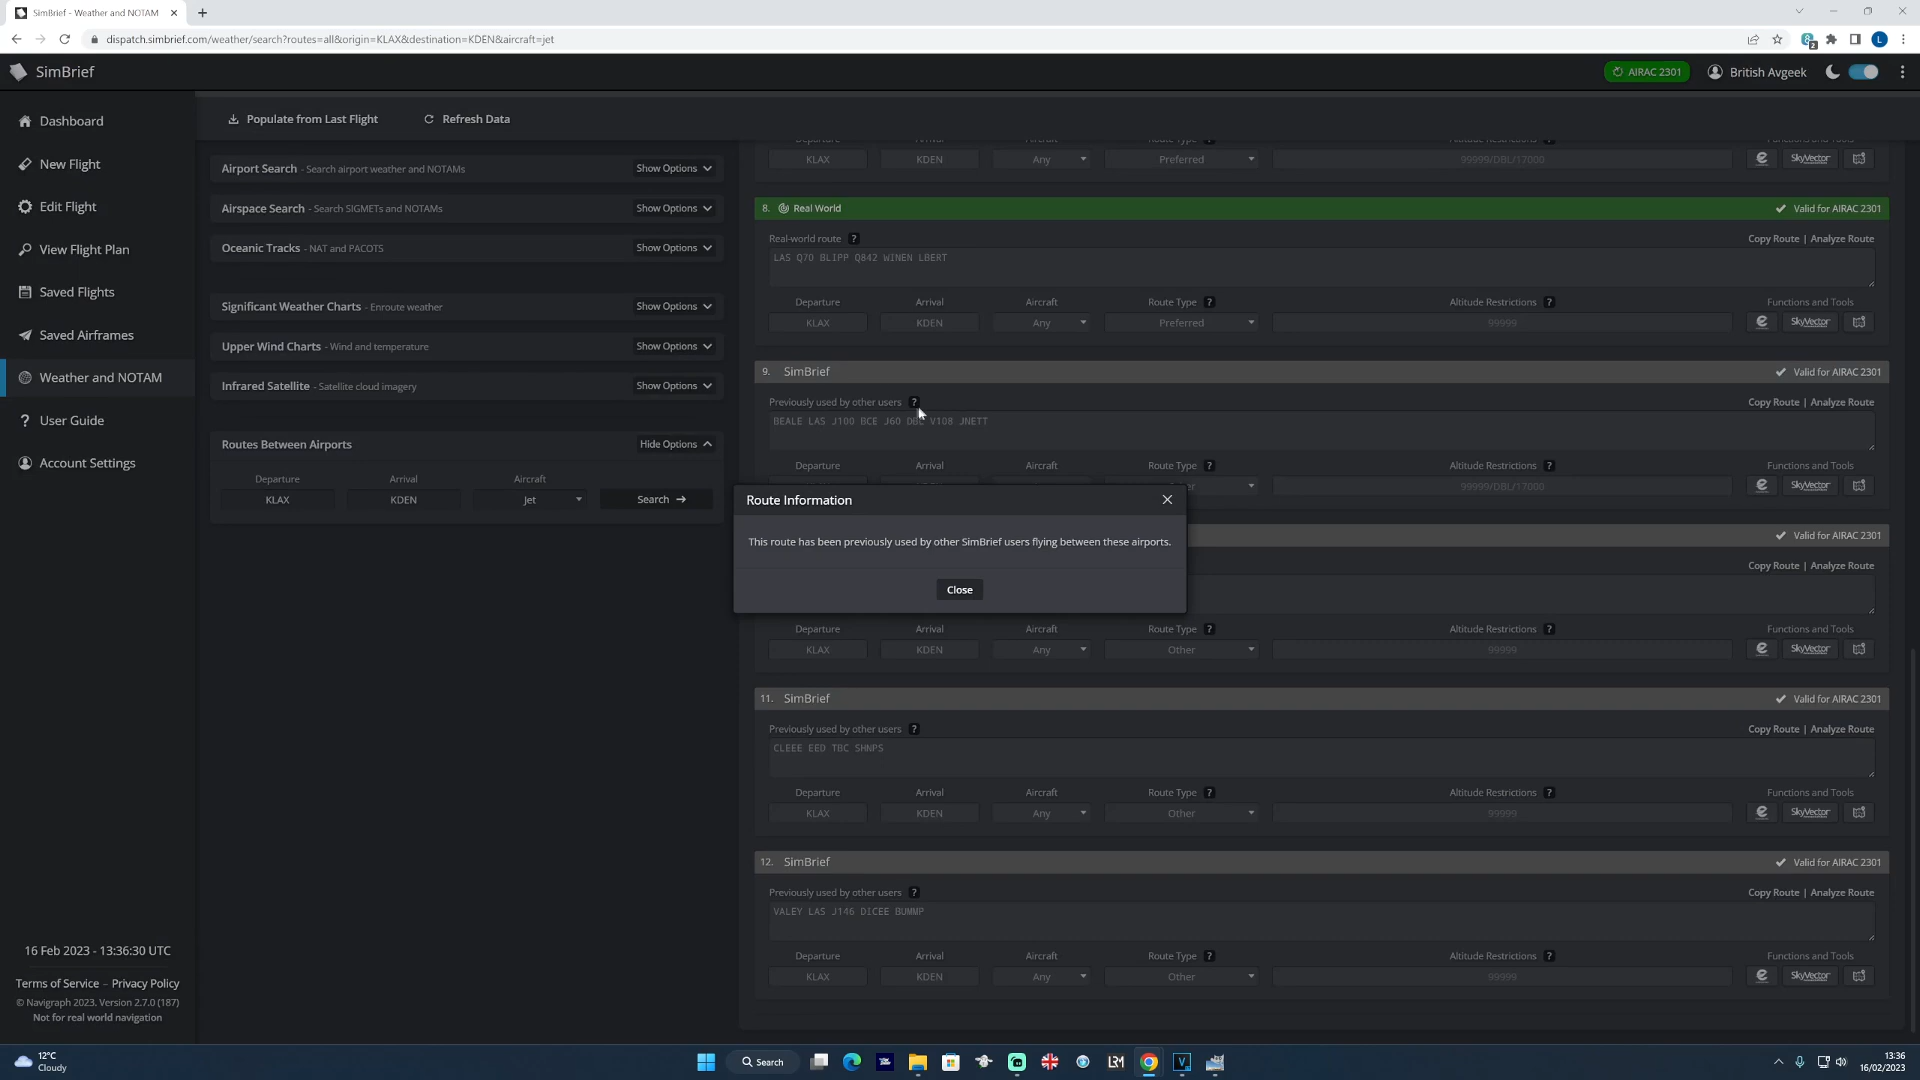 SimBrief - Weather and NOTAM
dispatch.simbrief.com/weather/search?routes=all&origin=KLAX&destination=KDEN&aircraft=jet
SimBrief
AIRAC 2301
British Avgeek
Dashboard
New Flight
Edit Flight
View Flight Plan
Saved Flights
Saved Airframes
Weather and NOTAM
User Guide
Account Settings
16 Feb 2023 - 13:36:30 UTC
Terms of Service - Privacy Policy
© Navigraph 2023. Version 2.7.0 (187)
Not for real world navigation
Populate from Last Flight Refresh Data
Airport Search - Search airport weather and NOTAMs Show Options
Airspace Search - Search SIGMETs and NOTAMs Show Options
Oceanic Tracks - NAT and PACOTS Show Options
Significant Weather Charts - Enroute weather Show Options
Upper Wind Charts - Wind and temperature Show Options
Infrared Satellite - Satellite cloud imagery Show Options
Routes Between Airports Hide Options
Departure Arrival Aircraft
KLAX KDEN Jet Search
KLAX KDEN Any Preferred 99999/DBL/17000 SkyVector
8. Real World Valid for AIRAC 2301
Real-world route ? Copy Route | Analyze Route
LAS Q70 BLIPP Q842 WINEN LBERT
Departure Arrival Aircraft Route Type ? Altitude Restrictions ? Functions and Tools
KLAX KDEN Any Preferred 99999 SkyVector
9. SimBrief Valid for AIRAC 2301
Previously used by other users ? Copy Route | Analyze Route
BEALE LAS J100 BCE J60 DBL V108 JNETT
Departure Arrival Aircraft Route Type ? Altitude Restrictions ? Functions and Tools
99999/DBL/17000 SkyVector
Route Information
This route has been previously used by other SimBrief users flying between these airports.
Close
Valid for AIRAC 2301
Copy Route | Analyze Route
Departure Arrival Aircraft Route Type ? Altitude Restrictions ? Functions and Tools
KLAX KDEN Any Other 99999 SkyVector
11. SimBrief Valid for AIRAC 2301
Previously used by other users ? Copy Route | Analyze Route
CLEEE EED TBC SHNPS
Departure Arrival Aircraft Route Type ? Altitude Restrictions ? Functions and Tools
KLAX KDEN Any Other 99999 SkyVector
12. SimBrief Valid for AIRAC 2301
Previously used by other users ? Copy Route | Analyze Route
VALEY LAS J146 DICEE BUMMP
Departure Arrival Aircraft Route Type ? Altitude Restrictions ? Functions and Tools
KLAX KDEN Any Other 99999 SkyVector
12°C
Cloudy
Search
LRM
13:36
16/02/2023